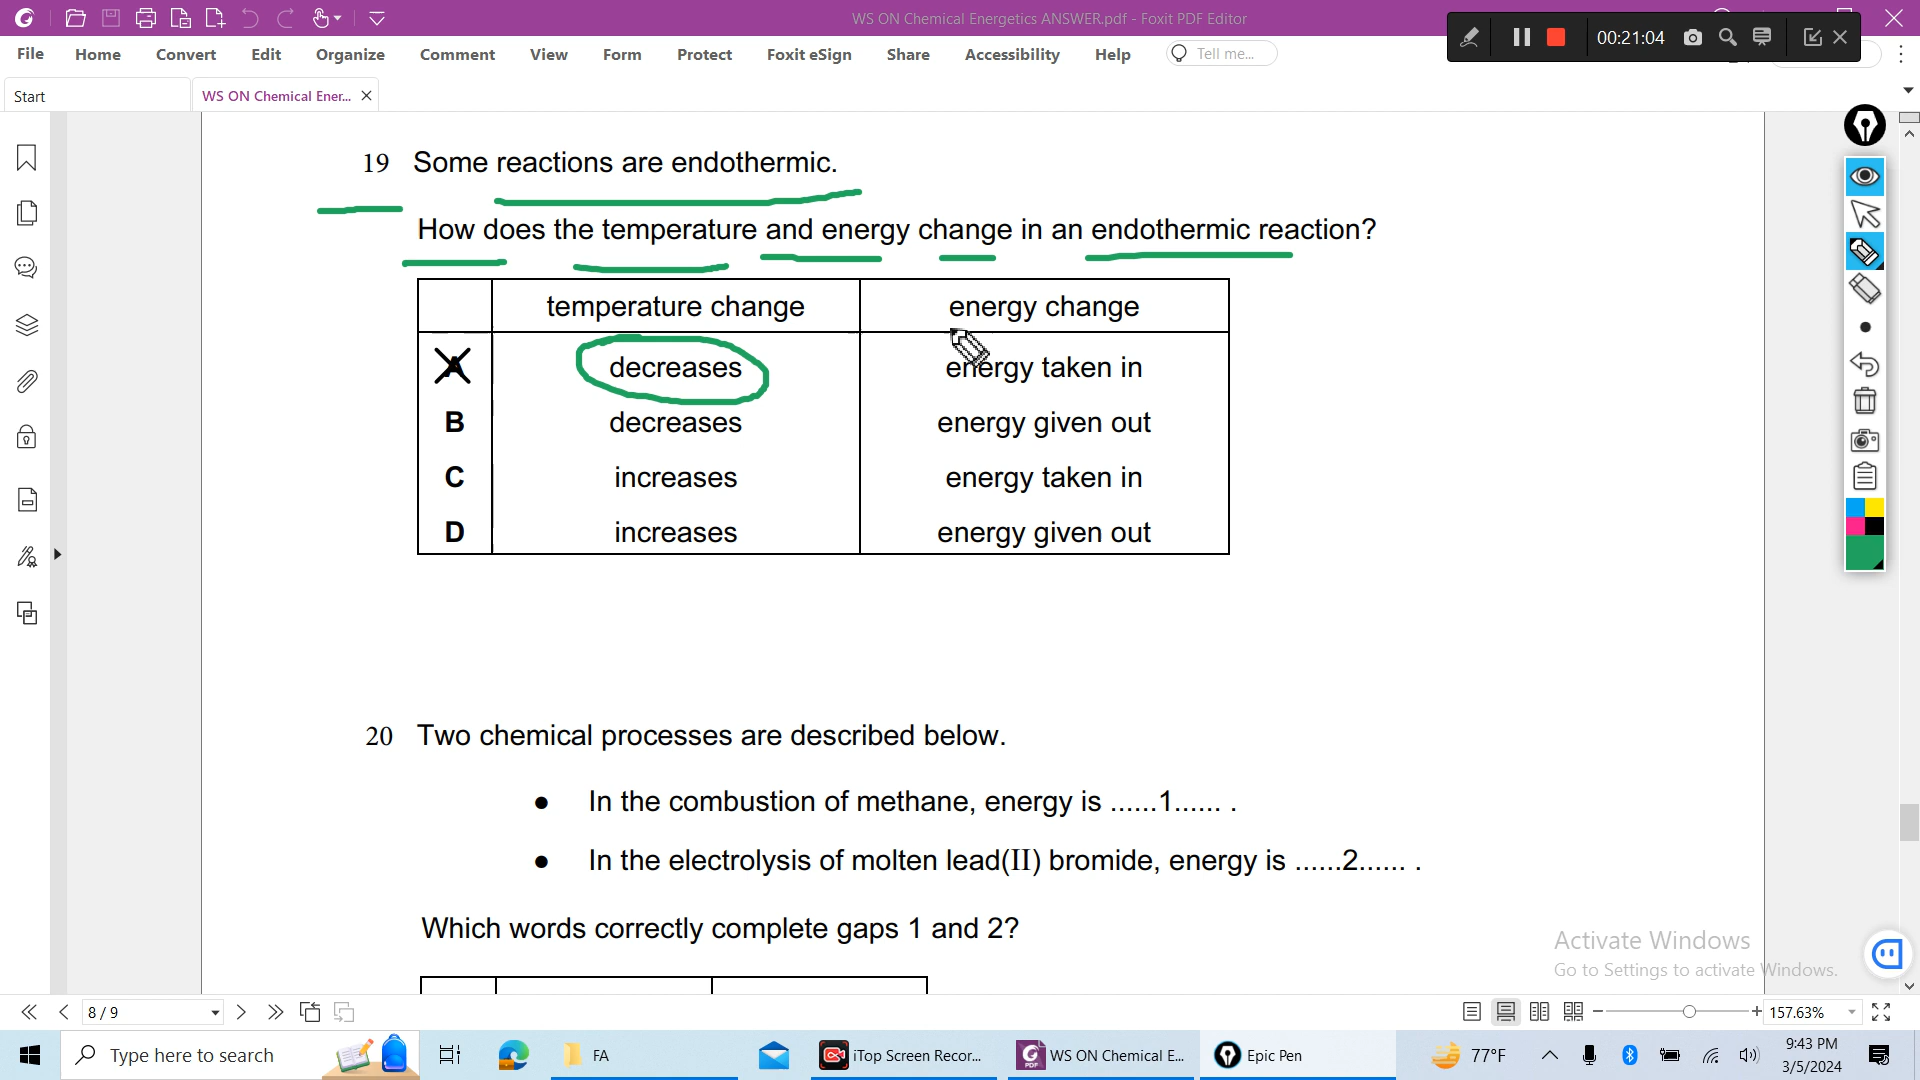 WS ON Chemical Energetics ANSWER.pdf - Foxit PDF Editor
00:21:04
File Home Convert Edit Organize Comment View Form Protect Foxit eSign Share Accessibility Help Tell me...
Start WS ON Chemical Ener...
19 Some reactions are endothermic.
How does the temperature and energy change in an endothermic reaction?
temperature change energy change
A decreases energy taken in
B decreases energy given out
C increases energy taken in
D increases energy given out
20 Two chemical processes are described below.
● In the combustion of methane, energy is ......1...... .
● In the electrolysis of molten lead(II) bromide, energy is ......2...... .
Which words correctly complete gaps 1 and 2?
Activate Windows
Go to Settings to activate Windows.
8 / 9 157.63%
Type here to search FA iTop Screen Recor... WS ON Chemical E... Epic Pen 77°F 9:43 PM
3/5/2024